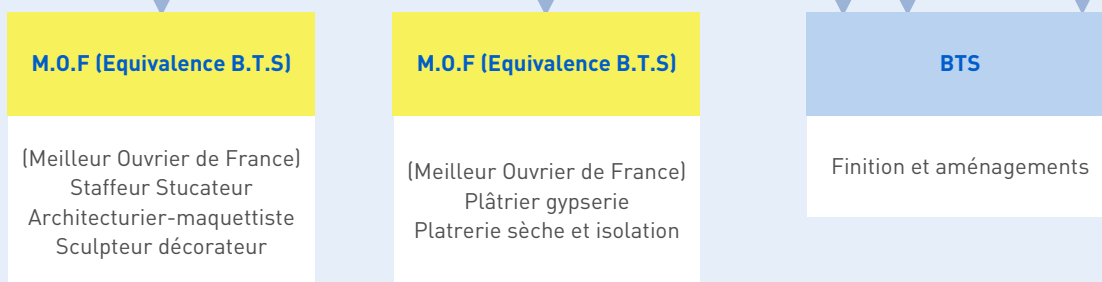 M.O.F (Equivalence B.T.S)
(Meilleur Ouvrier de France)
Staffeur Stucateur
Architecturier-maquettiste
Sculpteur décorateur
M.O.F (Equivalence B.T.S)
(Meilleur Ouvrier de France)
Plâtrier gypserie
Platrerie sèche et isolation
BTS
Finition et aménagements